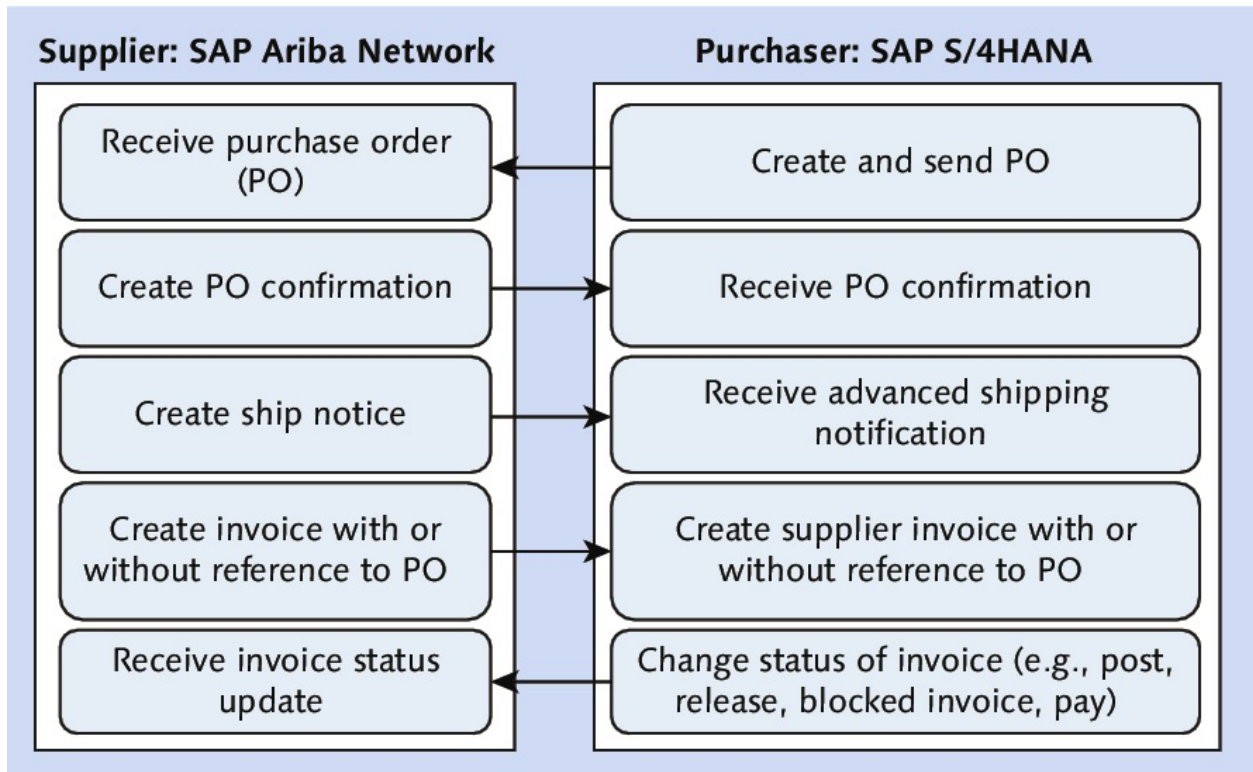 Supplier: SAP Ariba Network
Purchaser: SAP S/4HANA
Receive purchase order
(PO)
Create and send PO
Create PO confirmation
Receive PO confirmation
Create ship notice
Receive advanced shipping
notification
Create invoice with or
without reference to PO
Create supplier invoice with or
without reference to PO
Receive invoice status
update
Change status of invoice (e.g., post,
release, blocked invoice, pay)